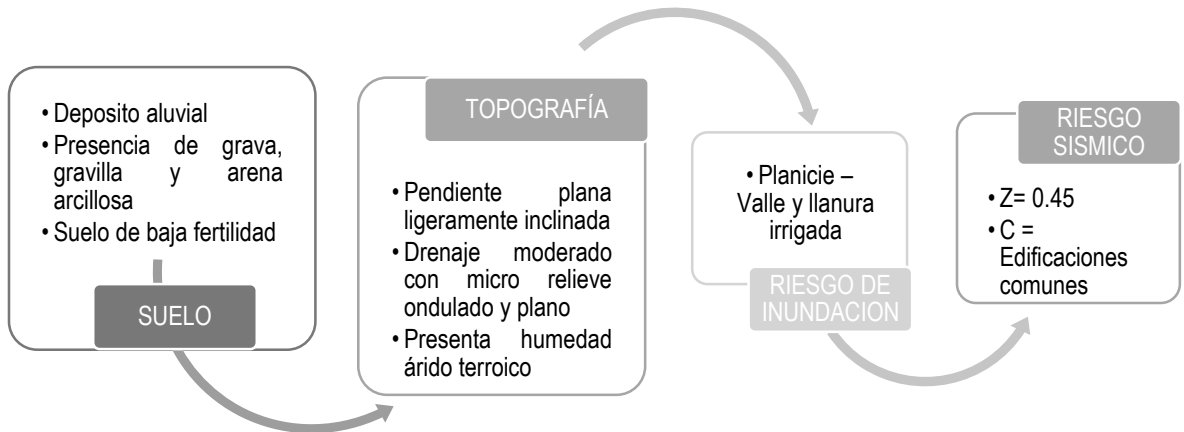 • Deposito aluvial
• Presencia de grava,
gravilla y arena
arcillosa
• Suelo de baja fertilidad
SUELO
TOPOGRAFÍA
• Pendiente plana
ligeramente inclinada
• Drenaje moderado
con micro relieve
ondulado y plano
• Presenta humedad
árido terroico
• Planicie –
Valle y llanura
irrigada
RIESGO DE
INUNDACION
RIESGO
SISMICO
• Z= 0.45
• C =
Edificaciones
comunes